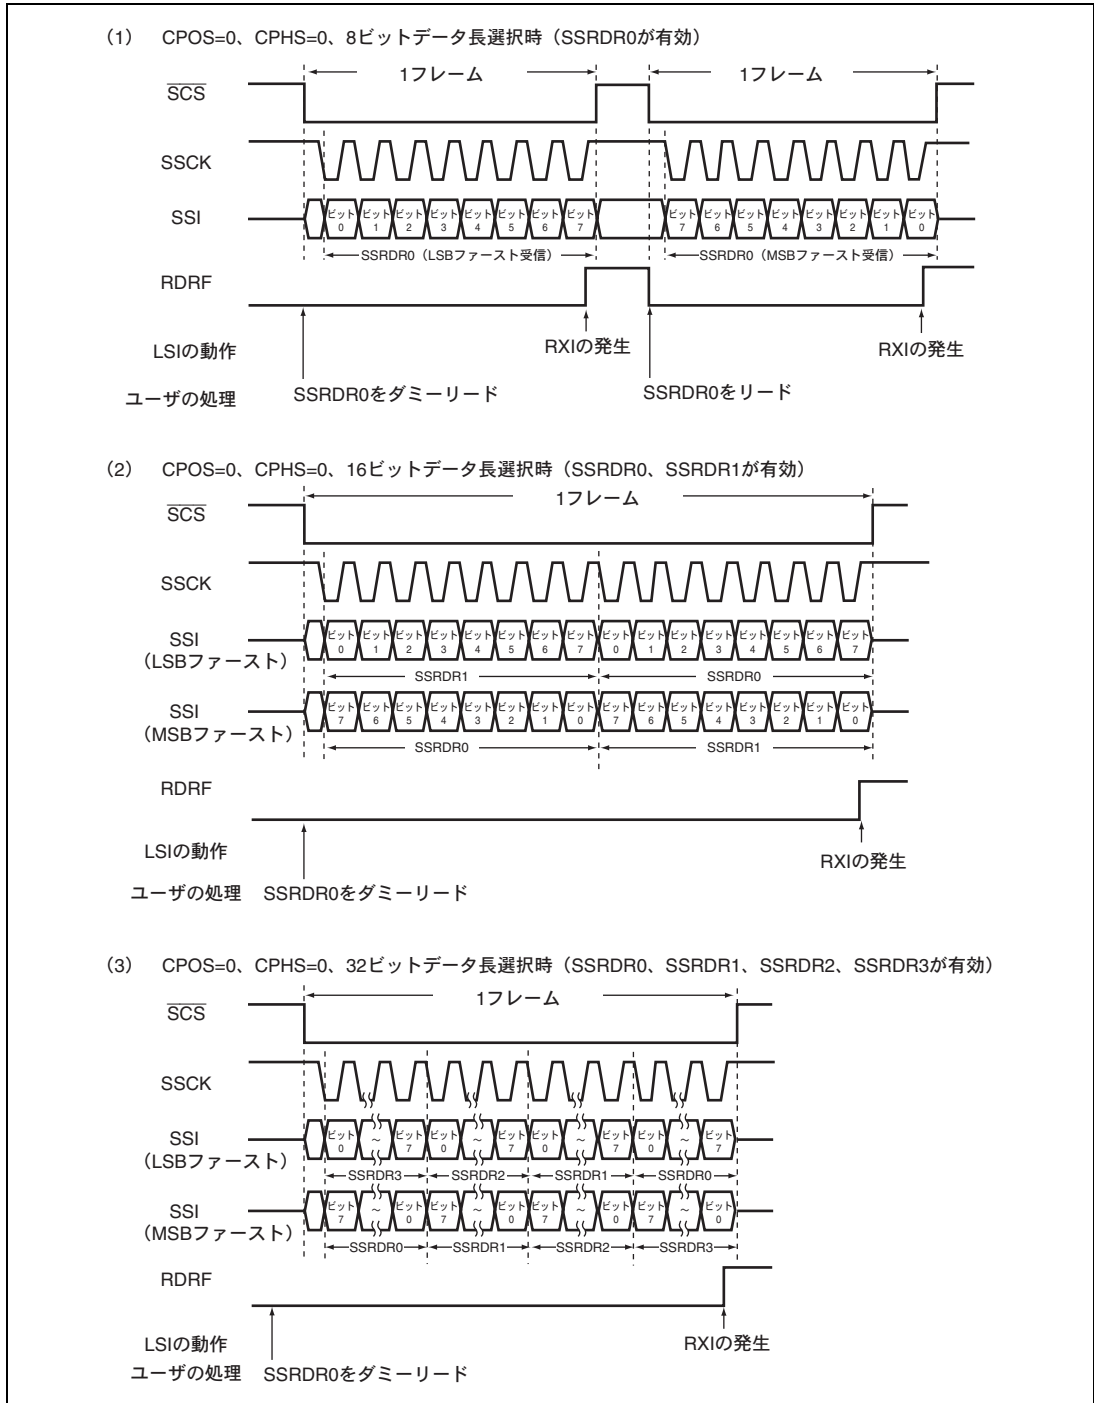 (1) CPOS=0、CPHS=0、8ビットデータ長選択時（SSRDR0が有効）
1フレーム 1フレーム
SCS
SSCK
SSI ビット0 ビット1 ビット2 ビット3 ビット4 ビット5 ビット6 ビット7 ビット7 ビット6 ビット5 ビット4 ビット3 ビット2 ビット1 ビット0
SSRDR0（LSBファースト受信） SSRDR0（MSBファースト受信）
RDRF
LSIの動作 RXIの発生 RXIの発生
ユーザの処理 SSRDR0をダミーリード SSRDR0をリード
(2) CPOS=0、CPHS=0、16ビットデータ長選択時（SSRDR0、SSRDR1が有効）
1フレーム
SCS
SSCK
SSI（LSBファースト） ビット0 ビット1 ビット2 ビット3 ビット4 ビット5 ビット6 ビット7 ビット0 ビット1 ビット2 ビット3 ビット4 ビット5 ビット6 ビット7
SSRDR1 SSRDR0
SSI（MSBファースト） ビット7 ビット6 ビット5 ビット4 ビット3 ビット2 ビット1 ビット0 ビット7 ビット6 ビット5 ビット4 ビット3 ビット2 ビット1 ビット0
SSRDR0 SSRDR1
RDRF
LSIの動作 RXIの発生
ユーザの処理 SSRDR0をダミーリード
(3) CPOS=0、CPHS=0、32ビットデータ長選択時（SSRDR0、SSRDR1、SSRDR2、SSRDR3が有効）
1フレーム
SCS
SSCK
SSI（LSBファースト） ビット0 ～ ビット7 ビット0 ～ ビット7 ビット0 ～ ビット7 ビット0 ～ ビット7
SSRDR3 SSRDR2 SSRDR1 SSRDR0
SSI（MSBファースト） ビット7 ～ ビット0 ビット7 ～ ビット0 ビット7 ～ ビット0 ビット7 ～ ビット0
SSRDR0 SSRDR1 SSRDR2 SSRDR3
RDRF
LSIの動作 RXIの発生
ユーザの処理 SSRDR0をダミーリード